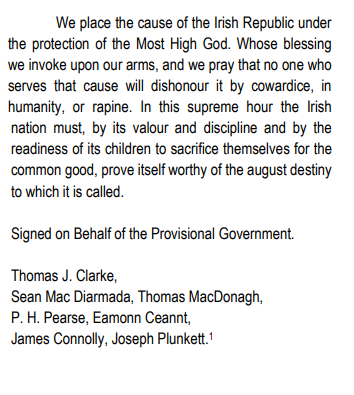 We place the cause of the Irish Republic under
the protection of the Most High God. Whose blessing
we invoke upon our arms, and we pray that no one who
serves that cause will dishonour it by cowardice, in
humanity, or rapine. In this supreme hour the Irish
nation must, by its valour and discipline and by the
readiness of its children to sacrifice themselves for the
common good, prove itself worthy of the august destiny
to which it is called.
Signed on Behalf of the Provisional Government.
Thomas J. Clarke,
Sean Mac Diarmada, Thomas MacDonagh,
P. H. Pearse, Eamonn Ceannt,
James Connolly, Joseph Plunkett.¹